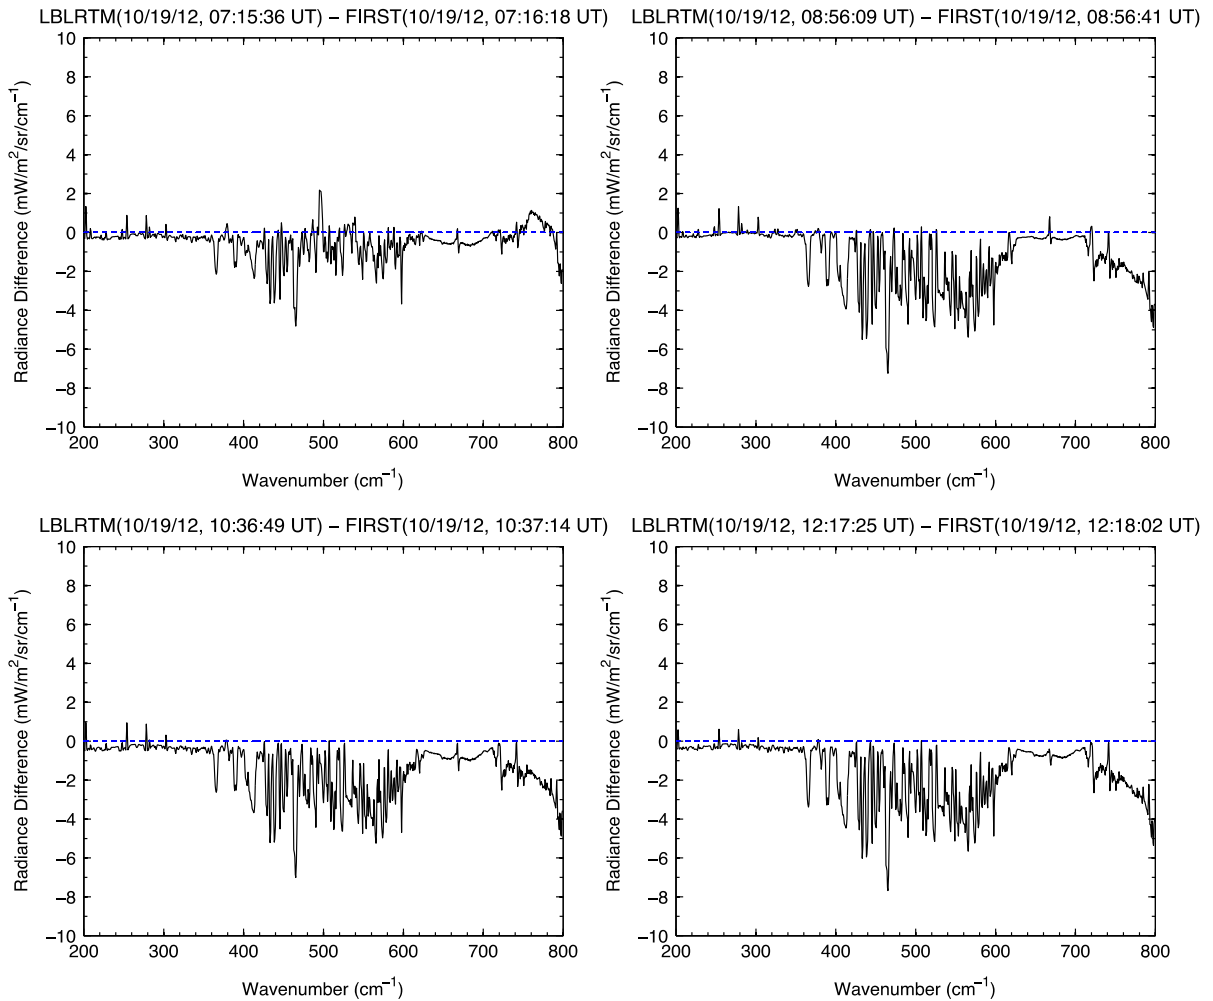 LBLRTM(10/19/12, 07:15:36 UT) − FIRST(10/19/12, 07:16:18 UT)
10
8
6
4
2
0
−2
−4
−6
−8
−10
Radiance Difference (mW/m²/sr/cm⁻¹)
200 300 400 500 600 700 800
Wavenumber (cm⁻¹)
LBLRTM(10/19/12, 08:56:09 UT) − FIRST(10/19/12, 08:56:41 UT)
10
8
6
4
2
0
−2
−4
−6
−8
−10
Radiance Difference (mW/m²/sr/cm⁻¹)
200 300 400 500 600 700 800
Wavenumber (cm⁻¹)
LBLRTM(10/19/12, 10:36:49 UT) − FIRST(10/19/12, 10:37:14 UT)
10
8
6
4
2
0
−2
−4
−6
−8
−10
Radiance Difference (mW/m²/sr/cm⁻¹)
200 300 400 500 600 700 800
Wavenumber (cm⁻¹)
LBLRTM(10/19/12, 12:17:25 UT) − FIRST(10/19/12, 12:18:02 UT)
10
8
6
4
2
0
−2
−4
−6
−8
−10
Radiance Difference (mW/m²/sr/cm⁻¹)
200 300 400 500 600 700 800
Wavenumber (cm⁻¹)